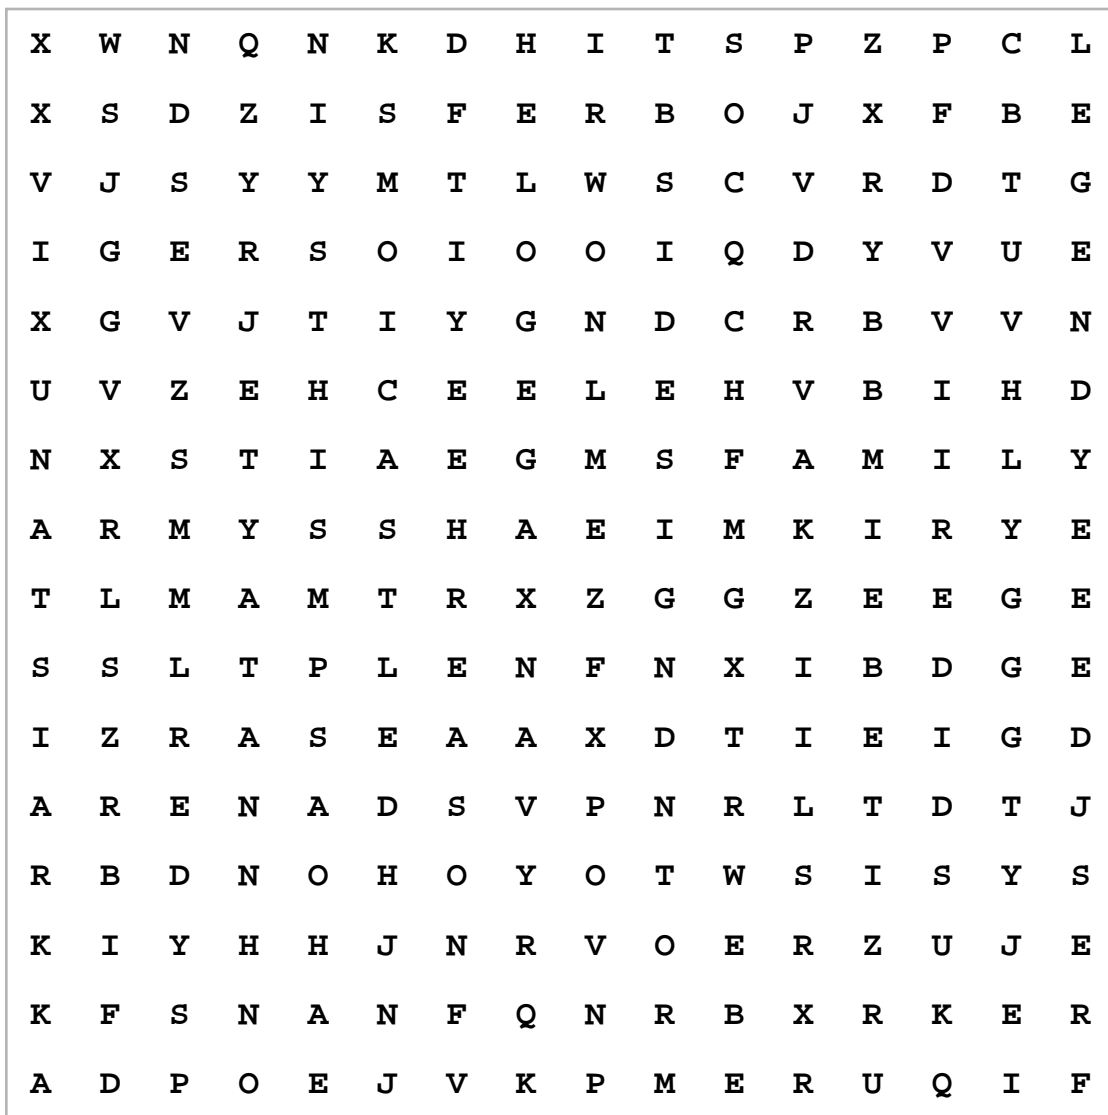 X W N Q N K D H I T S P Z P C L
X S D Z I S F E R B O J X F B E
V J S Y Y M T L W S C V R D T G
I G E R S O I O O I Q D Y V U E
X G V J T I Y G N D C R B V V N
U V Z E H C E E L E H V B I H D
N X S T I A E G M S F A M I L Y
A R M Y S S H A E I M K I R Y E
T L M A M T R X Z G G Z E E G E
S S L T P L E N F N X I B D G E
I Z R A S E A A X D T I E I G D
A R E N A D S V P N R L T D T J
R B D N O H O Y O T W S I S Y S
K I Y H H J N R V O E R Z U J E
K F S N A N F Q N R B X R K E R
A D P O E J V K P M E R U Q I F